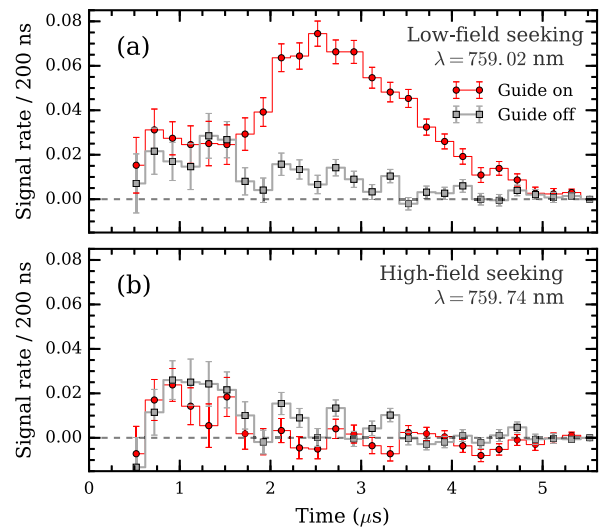 0.08
(a)
Low-field seeking
λ = 759.02 nm
0.06
Guide on
0.04
Guide off
0.02
0.00
Signal rate / 200 ns
0.08
(b)
High-field seeking
λ = 759.74 nm
0.06
0.04
0.02
0.00
Signal rate / 200 ns
0 1 2 3 4 5
Time (μs)